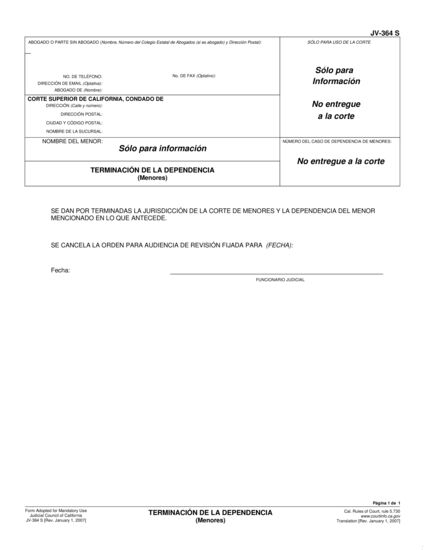 JV-364 S
ABOGADO O PARTE SIN ABOGADO (Nombre, Número del Colegio Estatal de Abogados (si es abogado) y Dirección Postal):
SÓLO PARA USO DE LA CORTE
NO. DE TELÉFONO:
No. DE FAX (Optativo):
DIRECCIÓN DE EMAIL (Optativo):
ABOGADO DE (Nombre):
Sólo para
Información
No entregue
a la corte
CORTE SUPERIOR DE CALIFORNIA, CONDADO DE
DIRECCIÓN (Calle y número):
DIRECCIÓN POSTAL:
CIUDAD Y CÓDIGO POSTAL:
NOMBRE DE LA SUCURSAL:
NOMBRE DEL MENOR:
Sólo para información
NÚMERO DEL CASO DE DEPENDENCIA DE MENORES:
No entregue a la corte
TERMINACIÓN DE LA DEPENDENCIA
(Menores)
SE DAN POR TERMINADAS LA JURISDICCIÓN DE LA CORTE DE MENORES Y LA DEPENDENCIA DEL MENOR
MENCIONADO EN LO QUE ANTECEDE.
SE CANCELA LA ORDEN PARA AUDIENCIA DE REVISIÓN FIJADA PARA (FECHA):
Fecha:
FUNCIONARIO JUDICIAL
Página 1 de 1
Form Adopted for Mandatory Use
Judicial Council of California
JV-364 S [Rev. January 1, 2007]
TERMINACIÓN DE LA DEPENDENCIA
(Menores)
Cal. Rules of Court, rule 5.730
www.courtinfo.ca.gov
Translation [Rev. January 1, 2007]